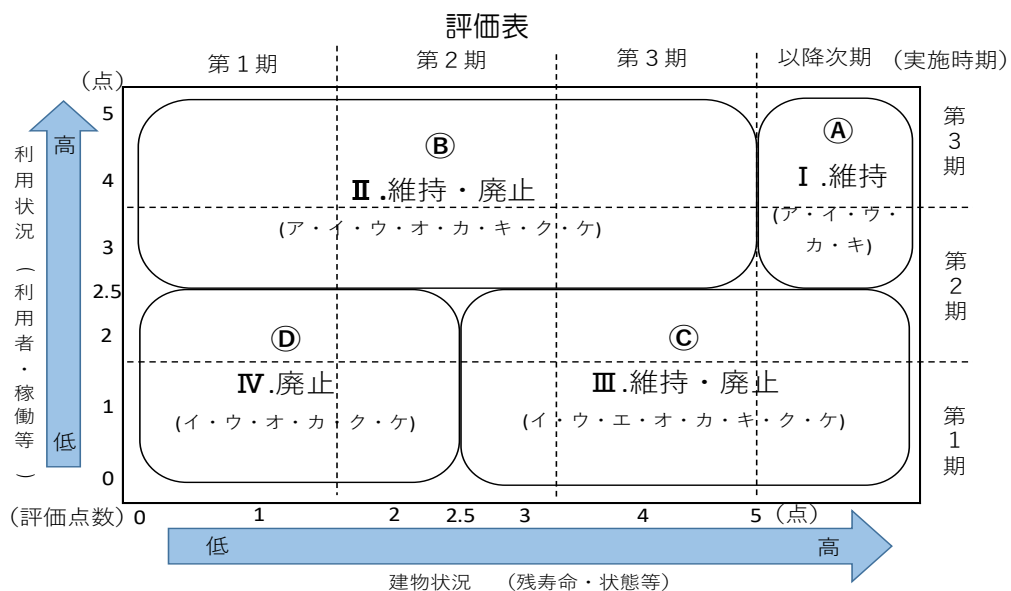 評価表
第1期 第2期 第3期 以降次期 (実施時期)
(点)
5
4
3
2.5
2
1
0
高
低
利用状況(利用者・稼働等)
Ⓑ
Ⅱ.維持・廃止
(ア・イ・ウ・オ・カ・キ・ク・ケ)
Ⓐ
Ⅰ.維持
(ア・イ・ウ・
カ・キ)
Ⓓ
Ⅳ.廃止
(イ・ウ・オ・カ・ク・ケ)
Ⓒ
Ⅲ.維持・廃止
(イ・ウ・エ・オ・カ・キ・ク・ケ)
第3期
第2期
第1期
(評価点数) 0 1 2 2.5 3 4 5 (点)
低 高
建物状況 (残寿命・状態等)